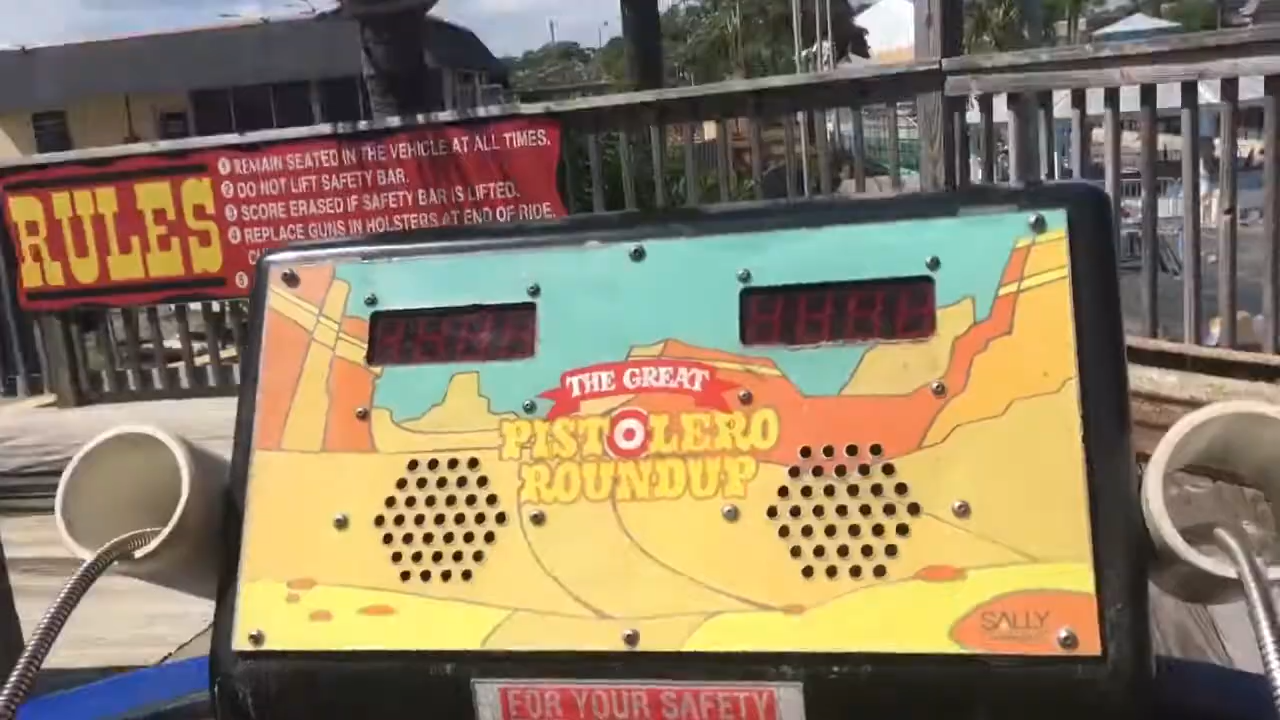 RULES
1 REMAIN SEATED IN THE VEHICLE AT ALL TIMES.
2 DO NOT LIFT SAFETY BAR.
3 SCORE ERASED IF SAFETY BAR IS LIFTED.
4 REPLACE GUNS IN HOLSTERS AT END OF RIDE.
5
THE GREAT
PISTOLERO
ROUNDUP
SALLY
FOR YOUR SAFETY